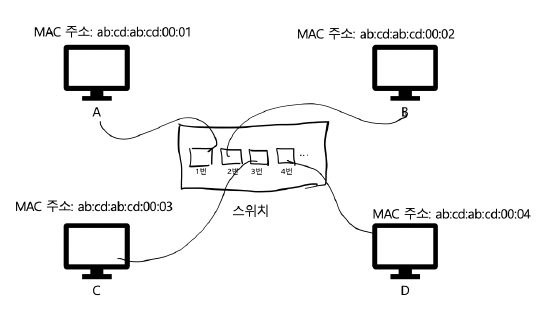 MAC 주소: ab:cd:ab:cd:00:01
MAC 주소: ab:cd:ab:cd:00:02
A
B
1번 2번 3번 4번 ...
스위치
MAC 주소: ab:cd:ab:cd:00:03
MAC 주소: ab:cd:ab:cd:00:04
C
D